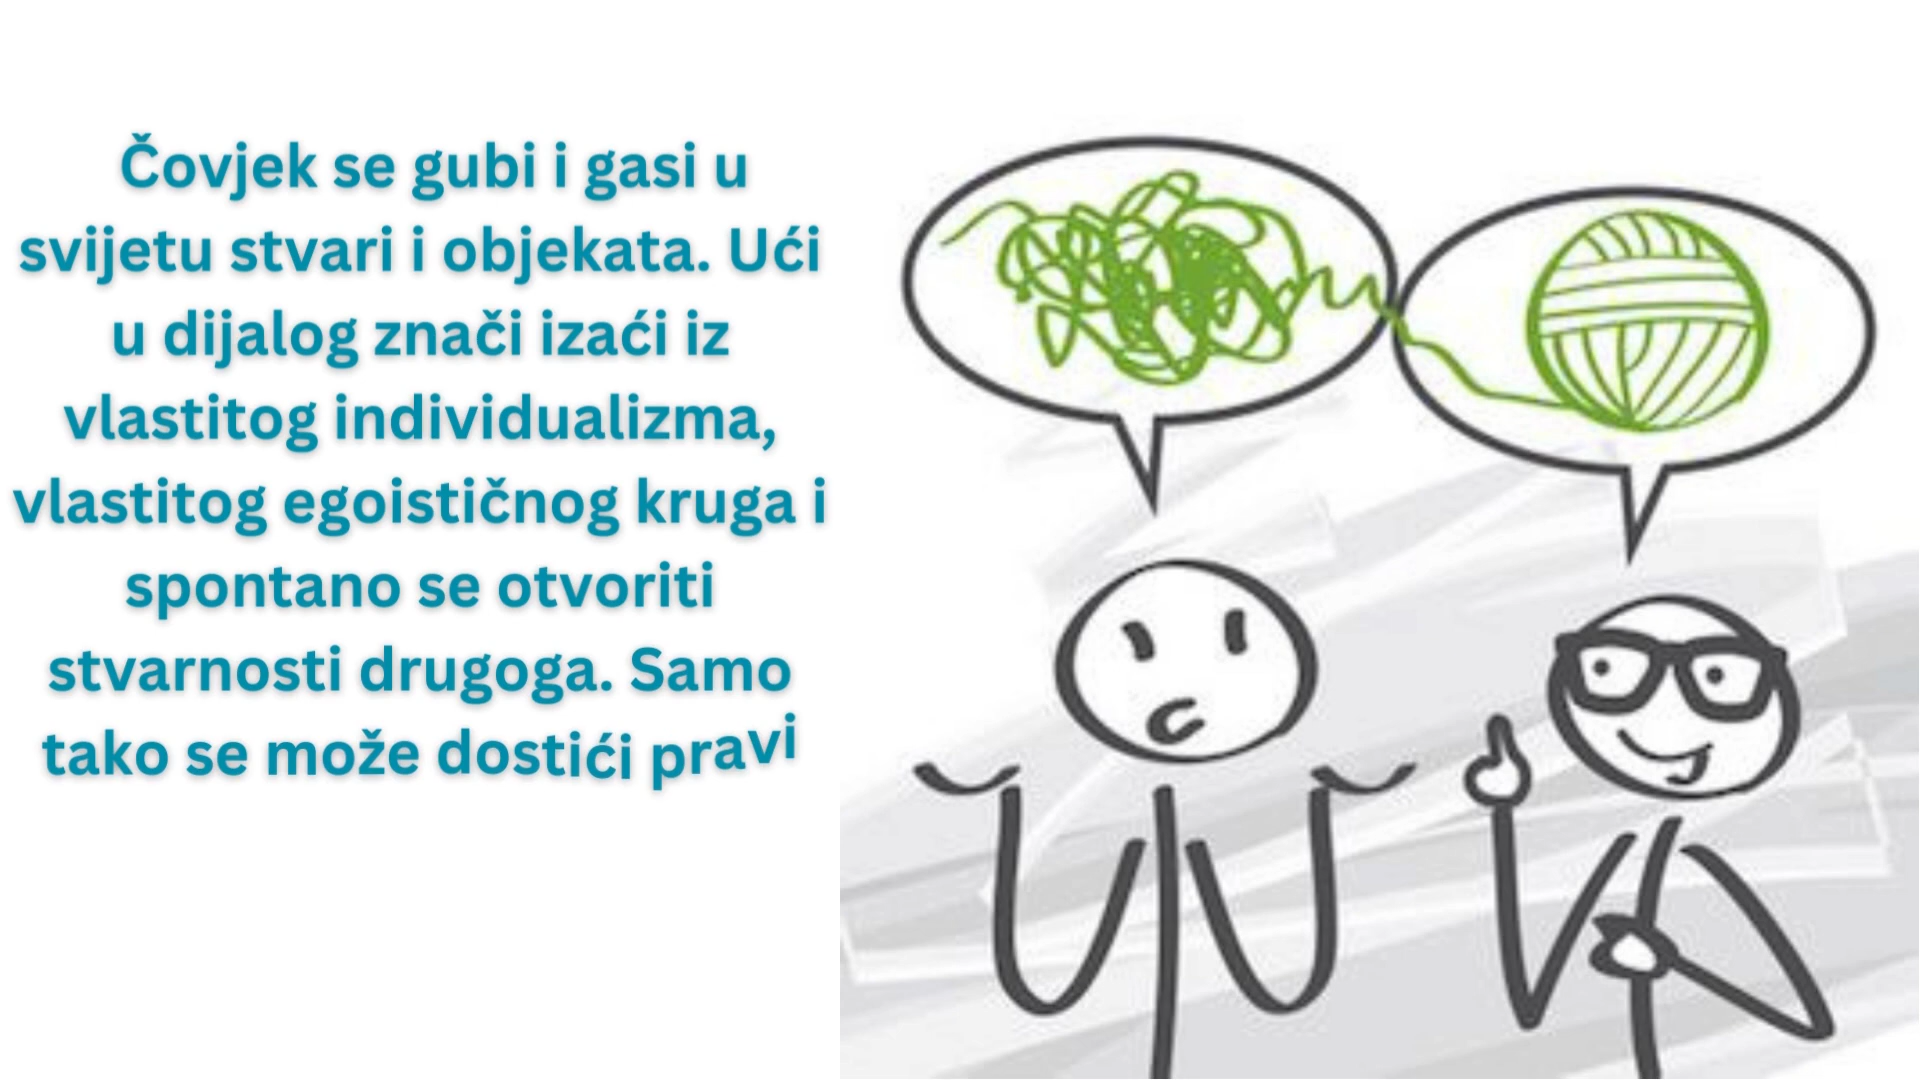 Čovjek se gubi i gasi u
svijetu stvari i objekata. Ući
u dijalog znači izaći iz
vlastitog individualizma,
vlastitog egoističnog kruga i
spontano se otvoriti
stvarnosti drugoga. Samo
tako se može dostići pravi